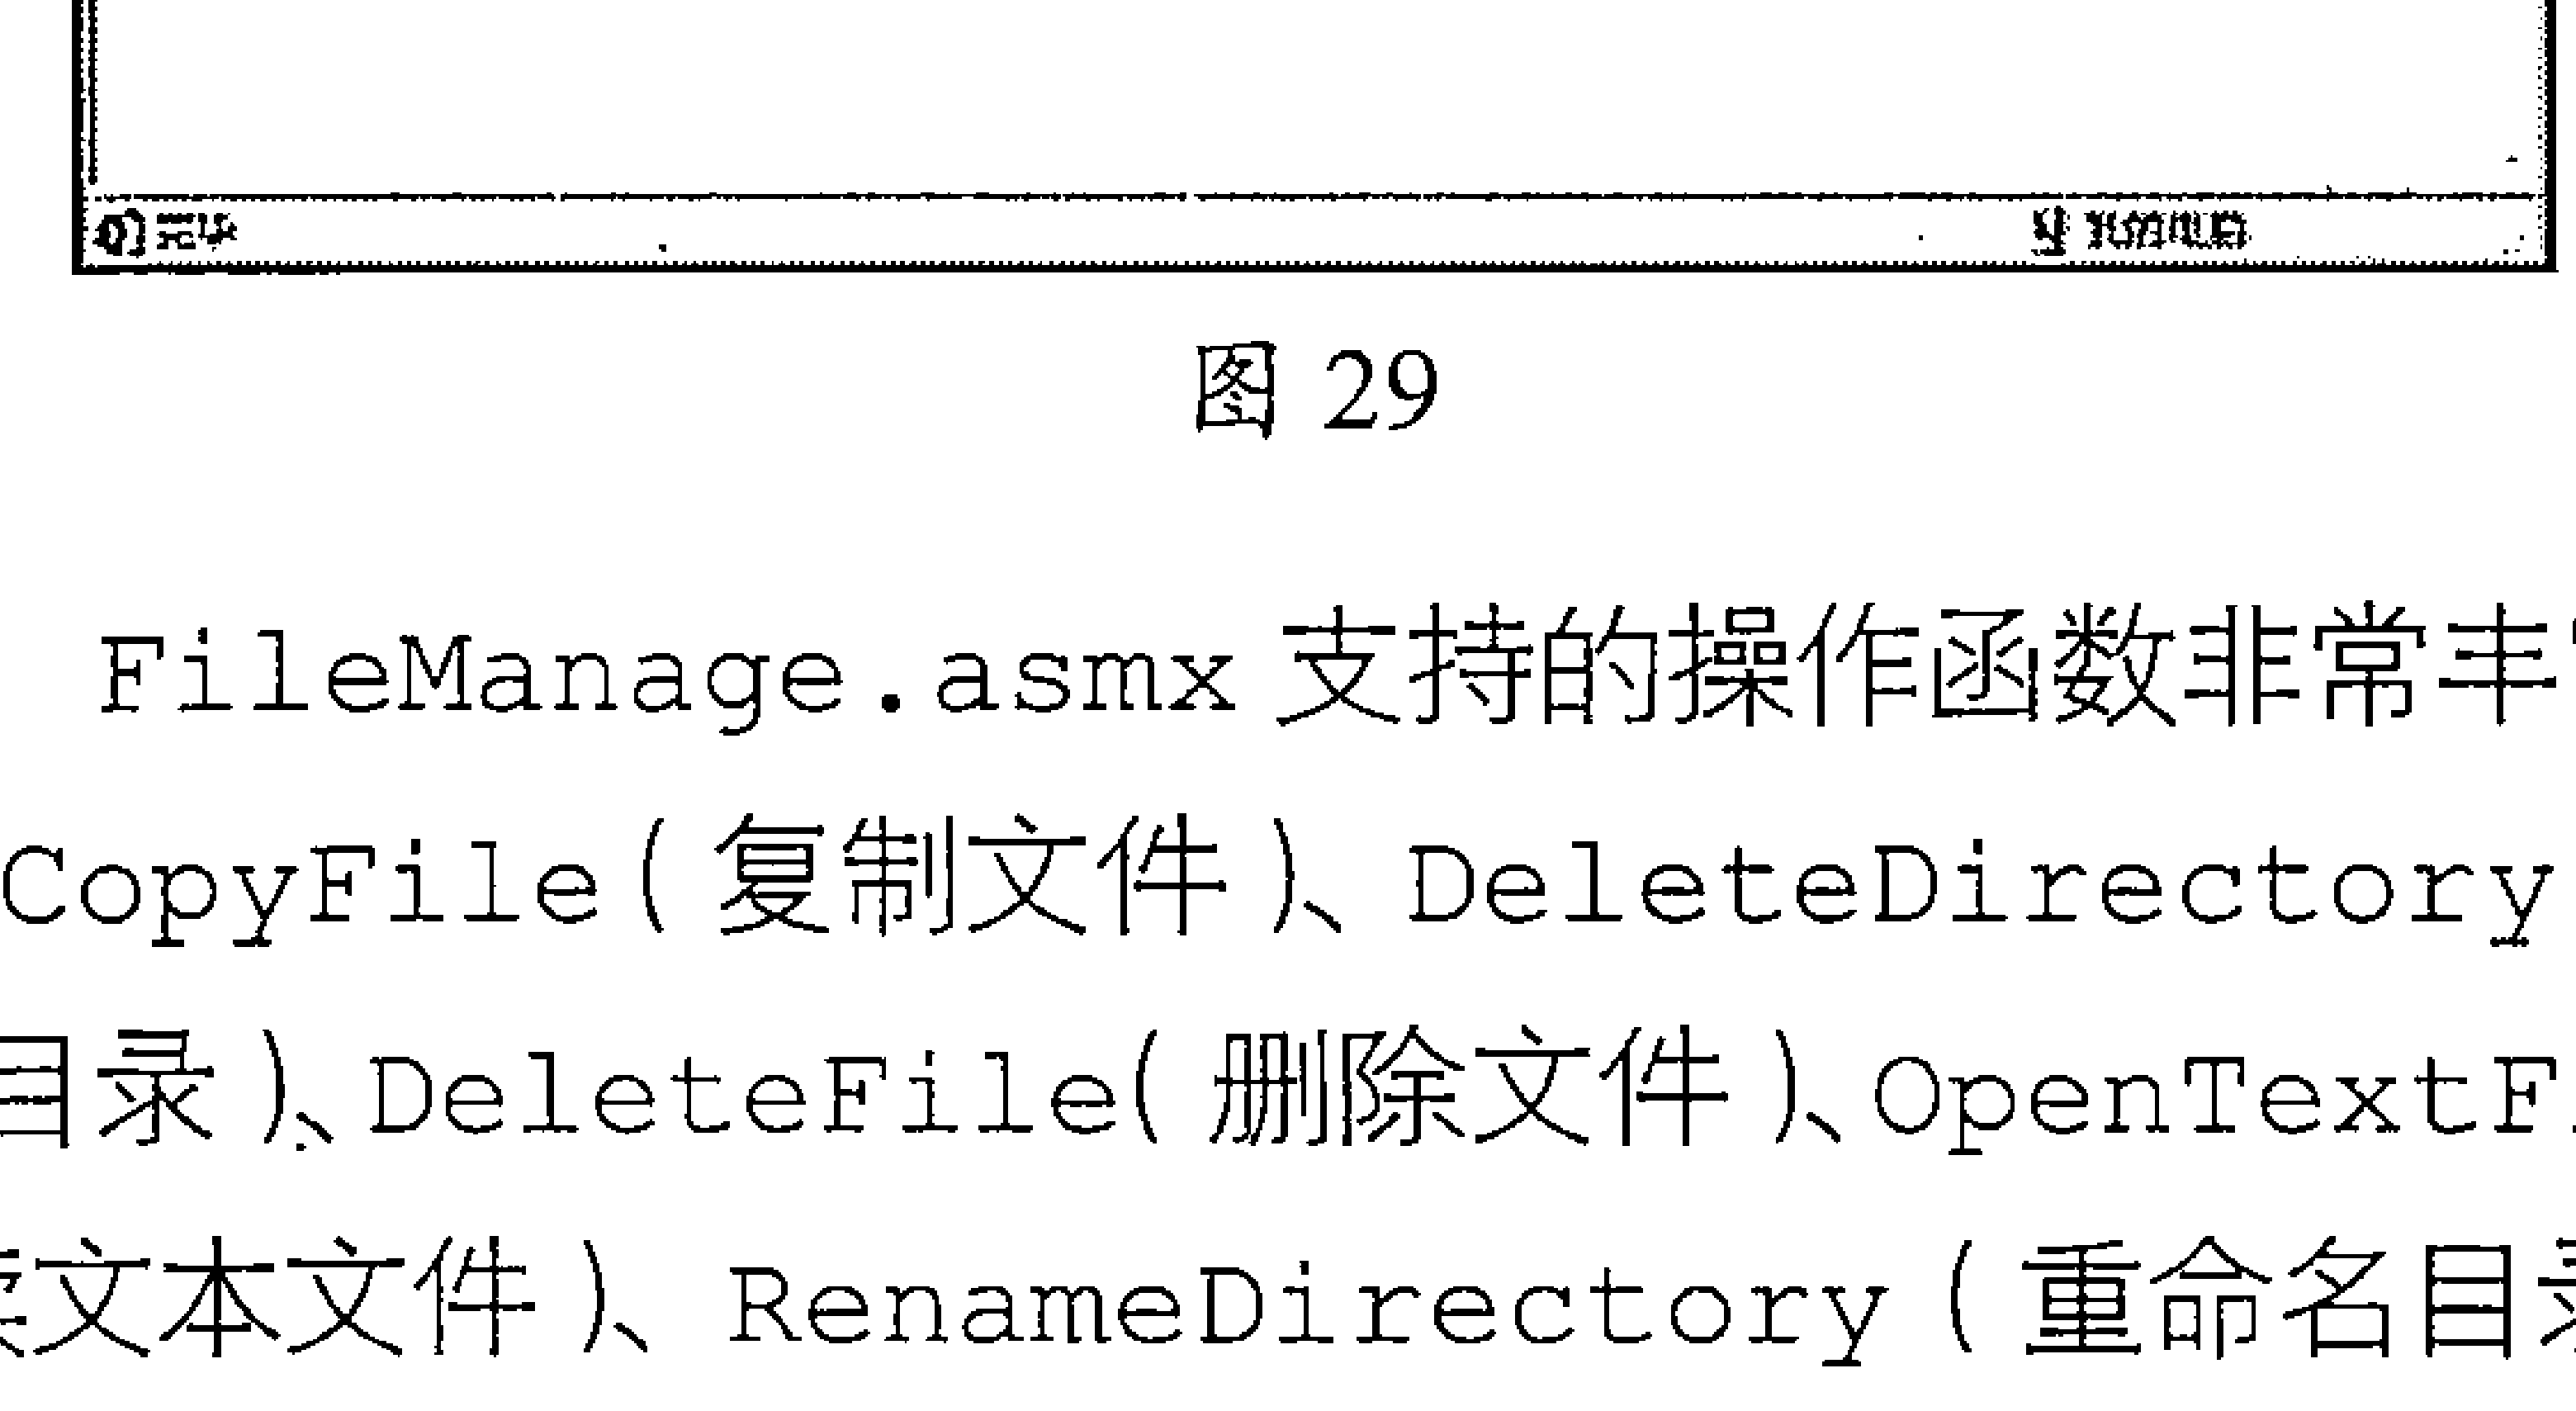 图 29
FileManage.asmx 支持的操作函数非常丰
CopyFile(复制文件)、DeleteDirectory
目录)、DeleteFile(删除文件)、OpenTextF
文本文件)、RenameDirectory(重命名目录